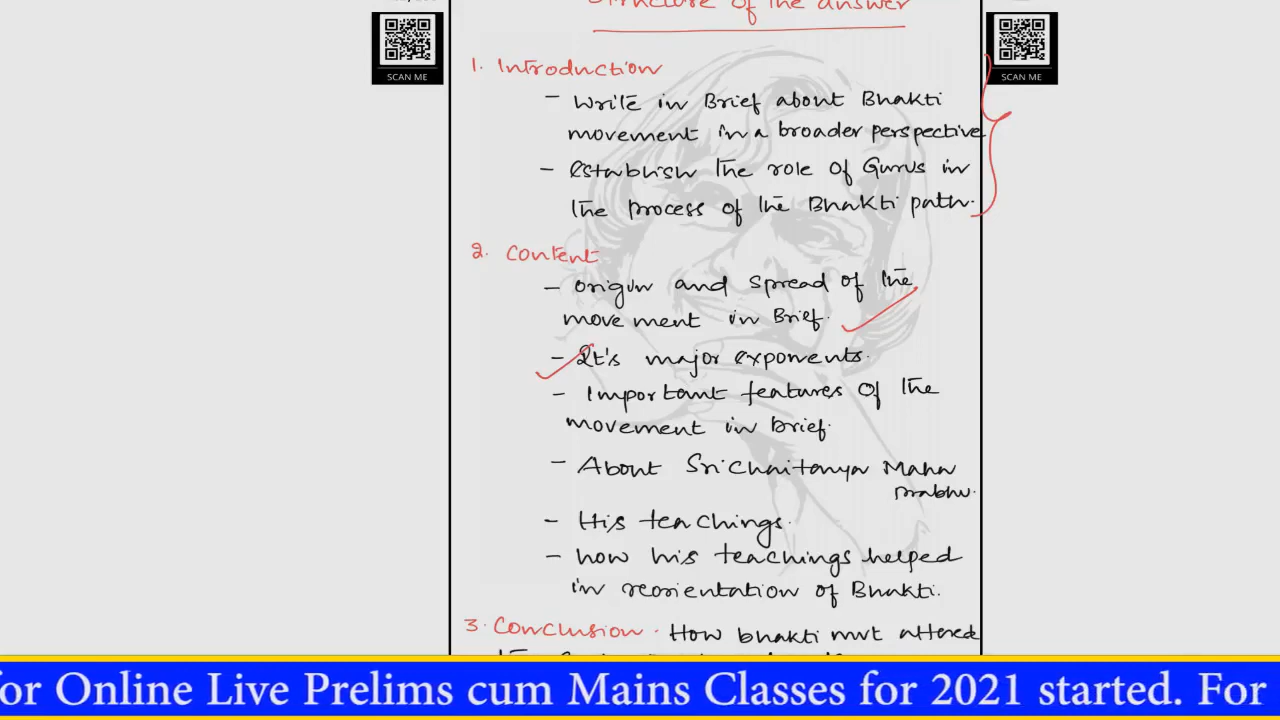 Structure of the answer
SCAN ME
SCAN ME
1. Introduction
- Write in Brief about Bhakti
movement in a broader perspective
- establish the role of Gurus in
the process of the Bhakti path.
2. Content
- Origin and spread of the
movement in Brief.
- It's major exponents.
- Important features of the
movement in brief.
- About Sri Chaitanya Maha
Prabhu.
- His teachings.
- how his teachings helped
in reorientation of Bhakti.
3. Conclusion. How bhakti mvt altered
for Online Live Prelims cum Mains Classes for 2021 started. For